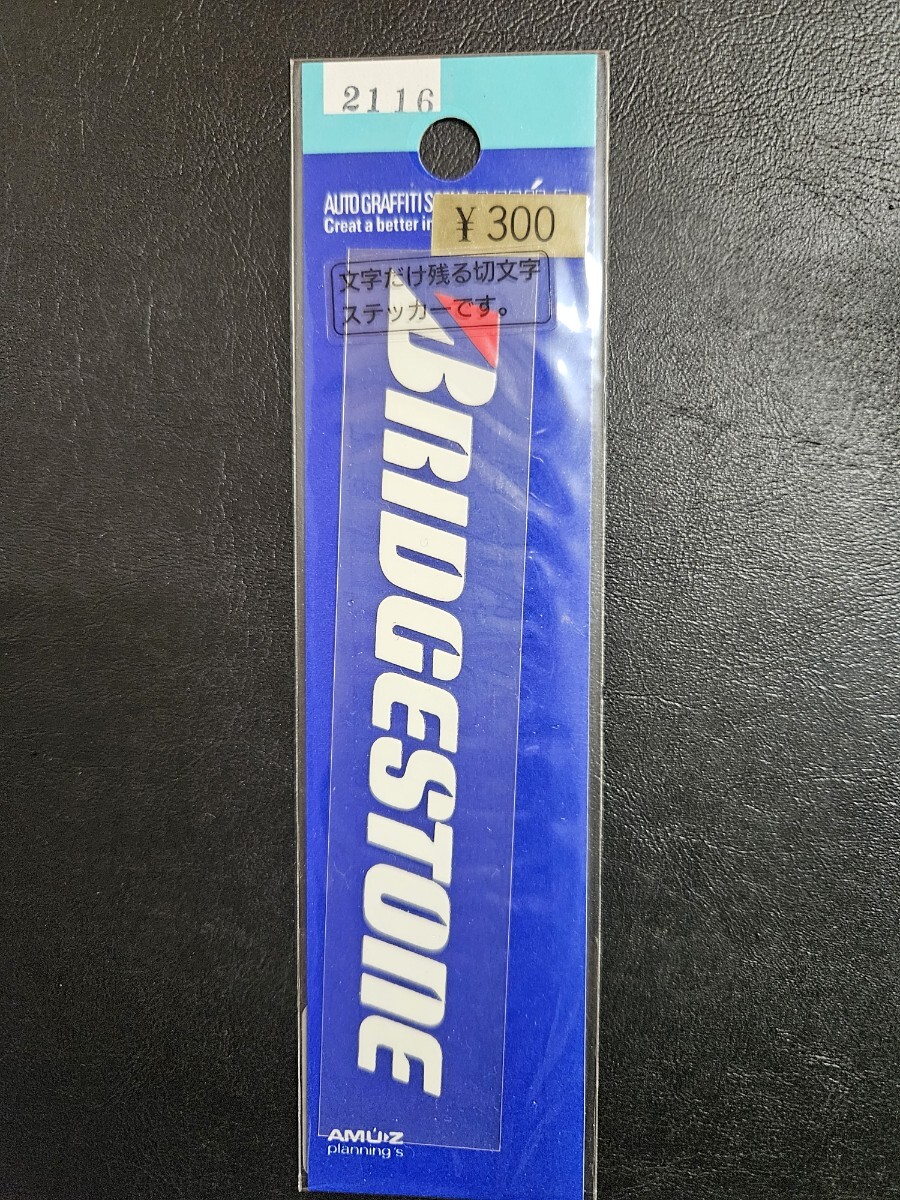 2116
AUTO GRAFFITI
Creat a better
¥300
文字だけ残る切文字
ステッカーです。
BRIDGESTONE
AMU·Z
planning's